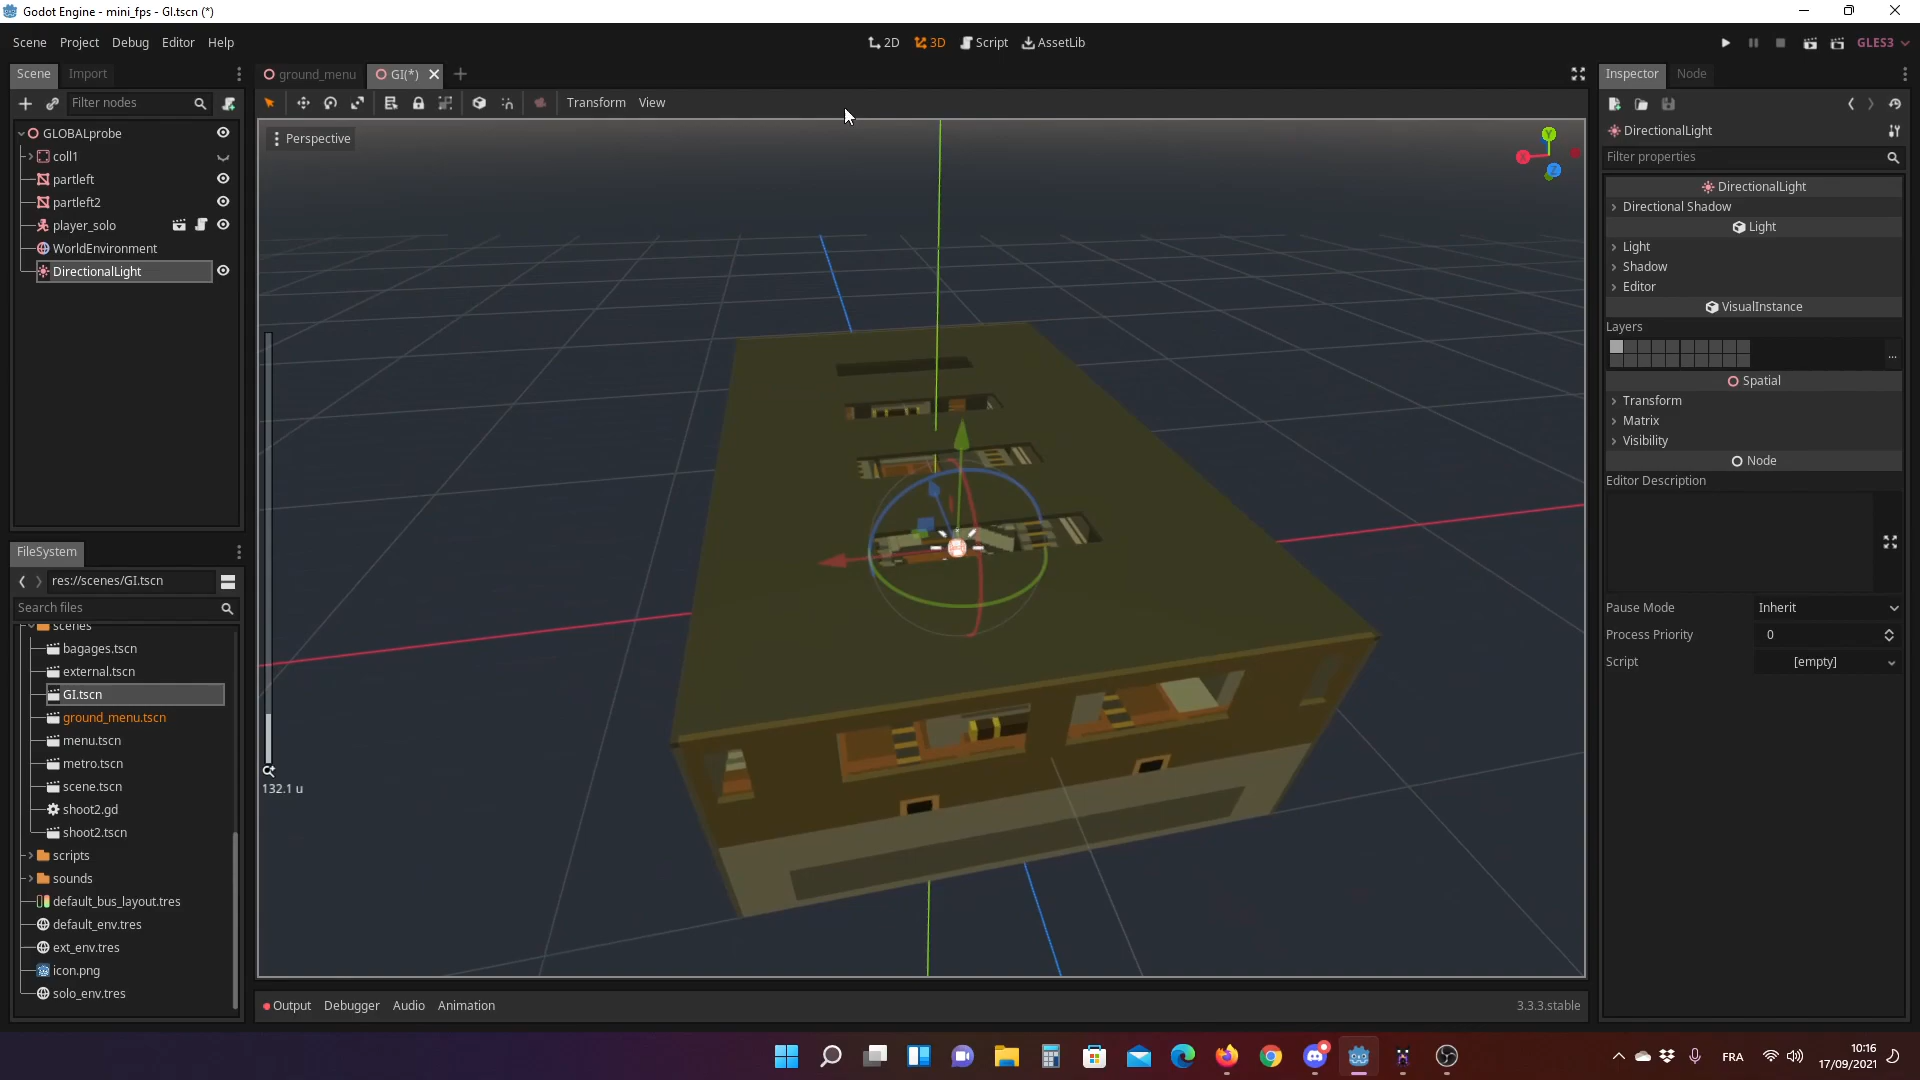 Godot Engine - mini_fps - GI.tscn (*)
Scene Project Debug Editor Help
2D 3D Script AssetLib
GLES3
Scene Import
ground_menu GI(*)
Inspector Node
Filter nodes
Transform View
GLOBALprobe
coll1
partleft
partleft2
player_solo
WorldEnvironment
DirectionalLight
Perspective
Y
X
Z
132.1 u
FileSystem
res://scenes/GI.tscn
Search files
scenes
bagages.tscn
external.tscn
GI.tscn
ground_menu.tscn
menu.tscn
metro.tscn
scene.tscn
shoot2.gd
shoot2.tscn
scripts
sounds
default_bus_layout.tres
default_env.tres
ext_env.tres
icon.png
solo_env.tres
Output Debugger Audio Animation
3.3.3.stable
DirectionalLight
Filter properties
DirectionalLight
Directional Shadow
Light
Light
Shadow
Editor
VisualInstance
Layers
...
Spatial
Transform
Matrix
Visibility
Node
Editor Description
Pause Mode Inherit
Process Priority 0
Script [empty]
FRA
10:16
17/09/2021